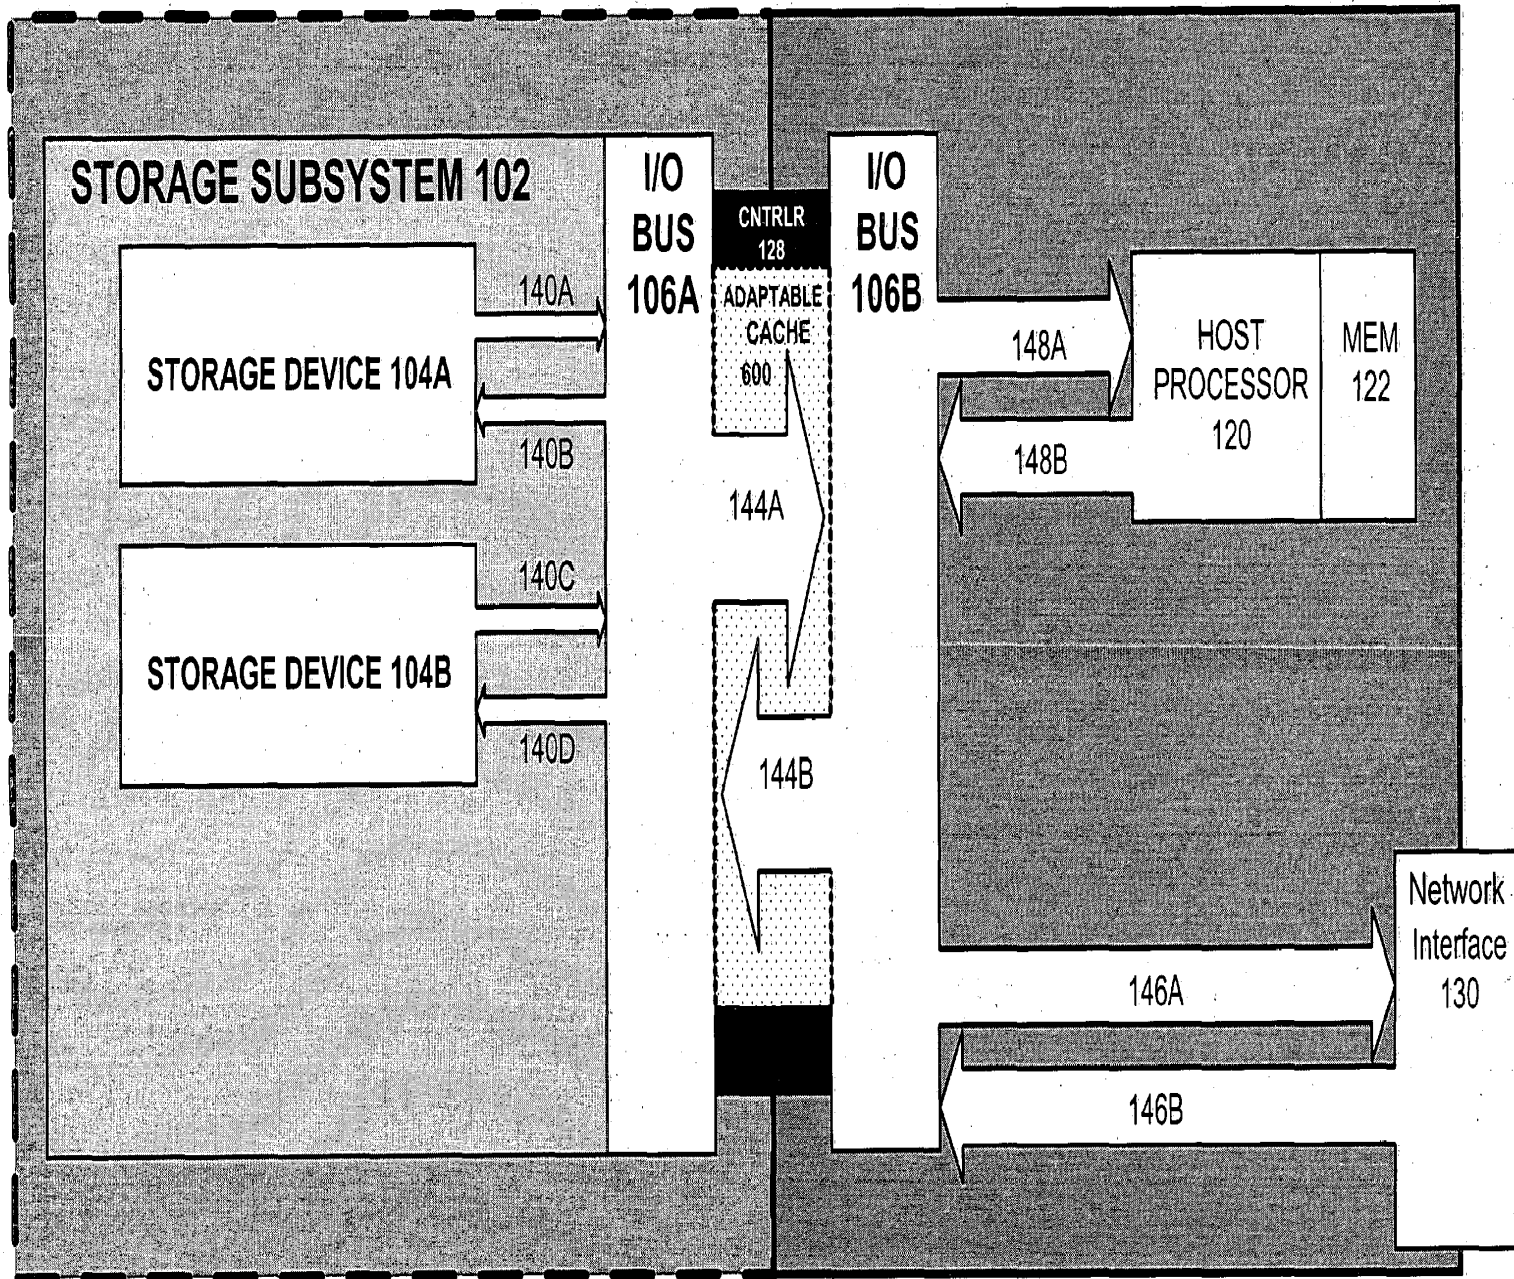 STORAGE SUBSYSTEM 102
STORAGE DEVICE 104A
140A
140B
STORAGE DEVICE 104B
140C
140D
I/O
BUS
106A
CNTRLR
128
ADAPTABLE
CACHE
600
144A
144B
I/O
BUS
106B
148A
148B
HOST
PROCESSOR
120
MEM
122
146A
146B
Network
Interface
130